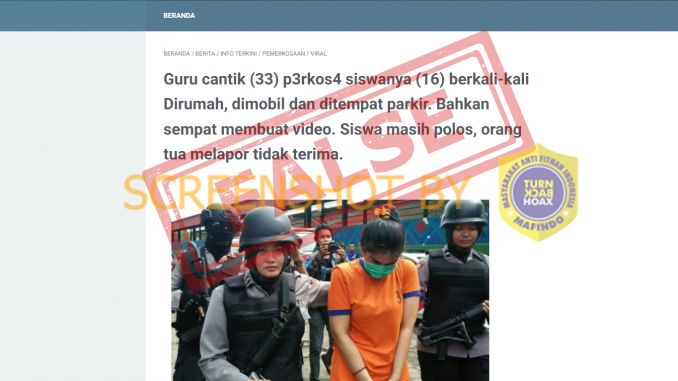 BERANDA
BERANDA / BERITA / INFO TERKINI / PEMERKOSAAN / VIRAL
Guru cantik (33) p3rkos4 siswanya (16) berkali-kali
Dirumah, dimobil dan ditempat parkir. Bahkan
sempat membuat video. Siswa masih polos, orang
tua melapor tidak terima.
FALSE
SCREENSHOT BY
MASYARAKAT ANTI FITNAH INDONESIA
TURN
BACK
HOAX
MAFINDO